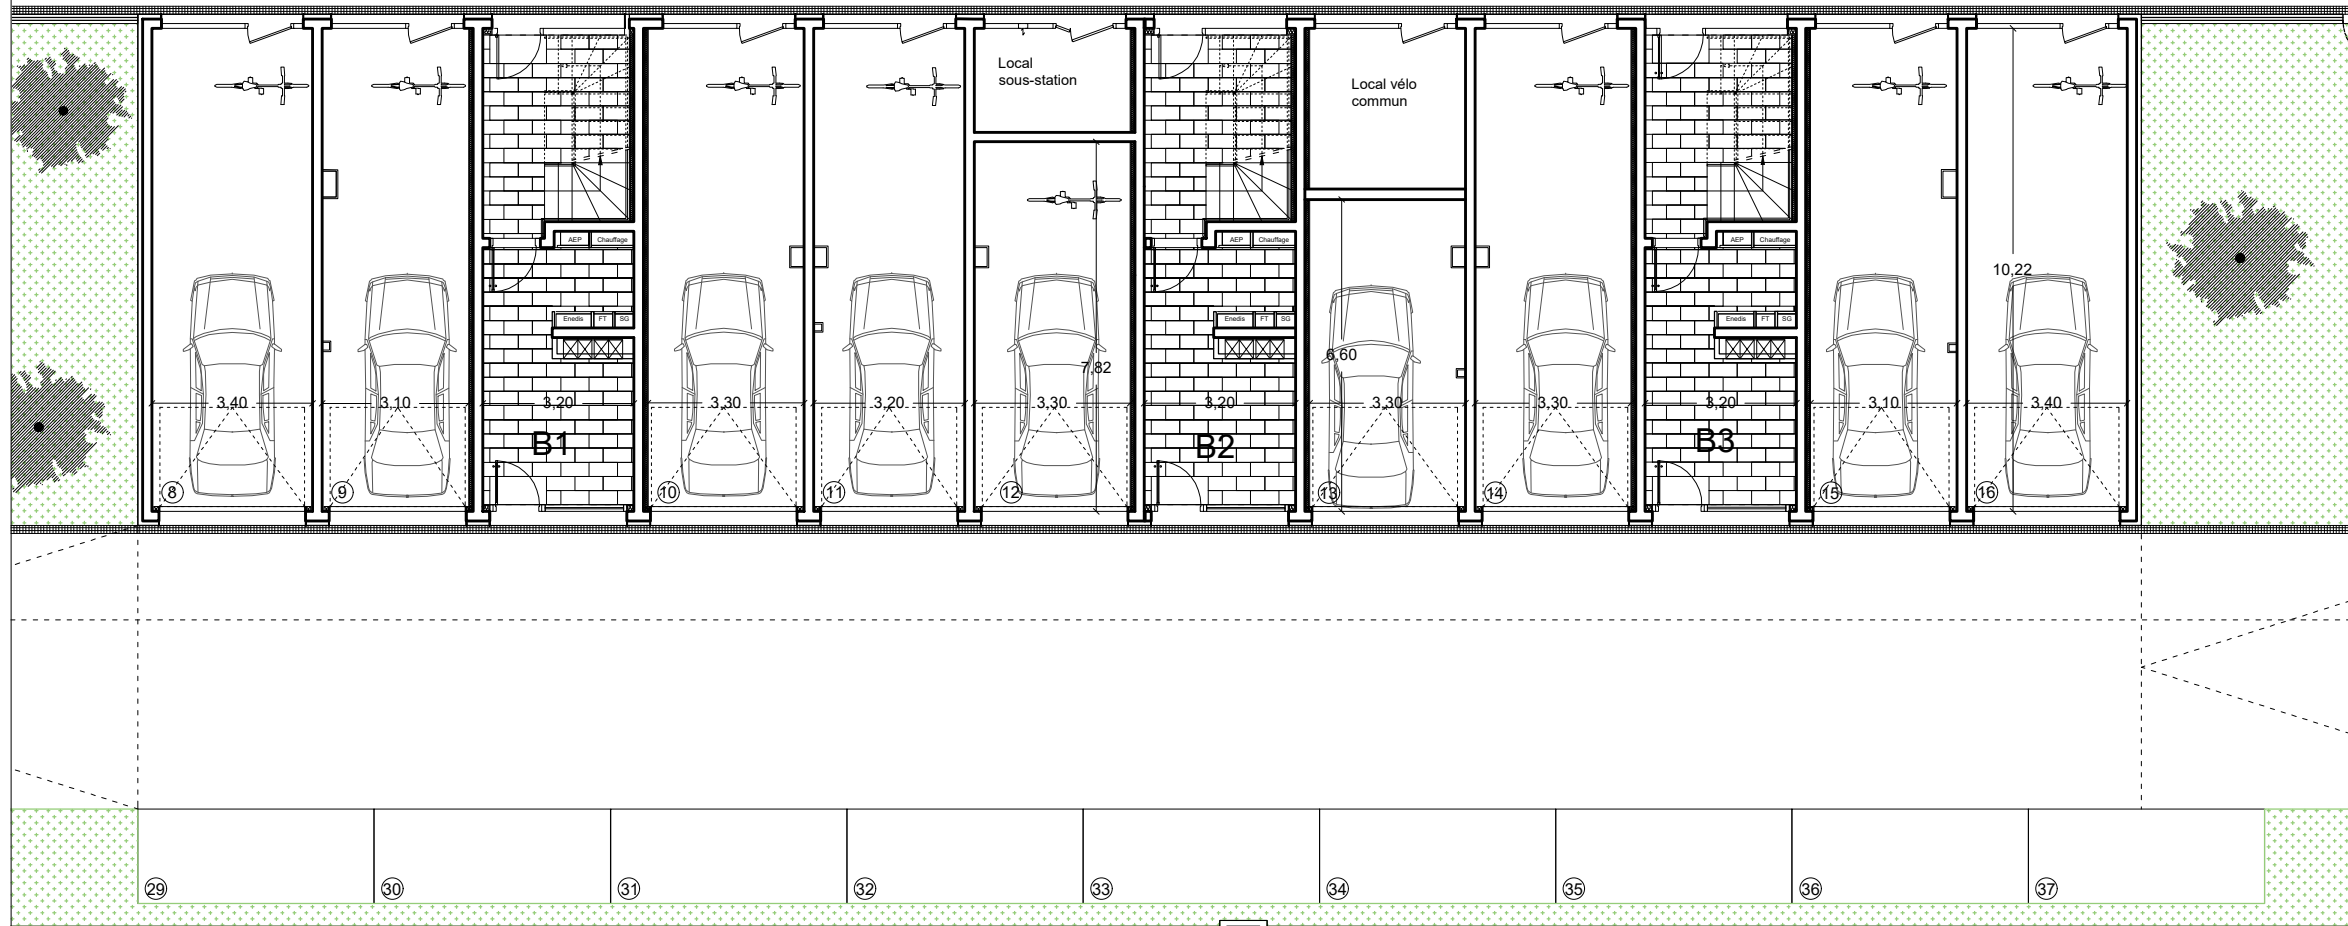 Local
sous-station
Local vélo
commun
AEP
Chauffage
AEP
Chauffage
AEP
Chauffage
10,22
Enedis
FT
SG
Enedis
FT
SG
Enedis
FT
SG
6,60
7,82
3,40
3,10
3,20
3,30
3,20
3,30
3,20
3,30
3,30
3,20
3,10
3,40
B1
B2
B3
8
9
10
11
12
13
14
15
16
29
30
31
32
33
34
35
36
37